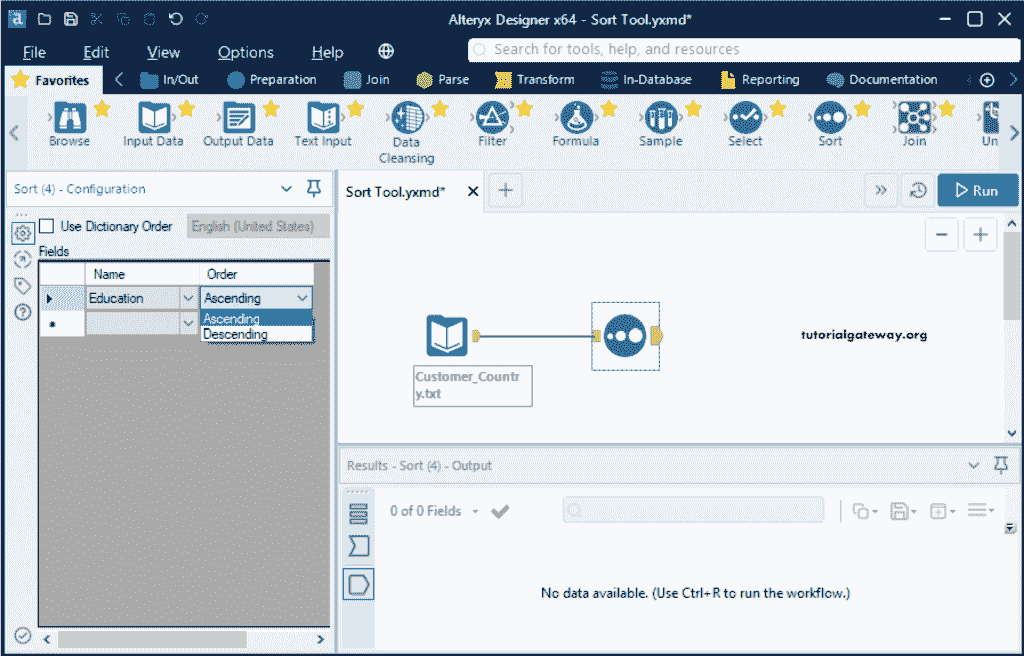 Alteryx Designer x64 - Sort Tool.yxmd*
File Edit View Options Help
Search for tools, help, and resources
Favorites In/Out Preparation Join Parse Transform In-Database Reporting Documentation
Browse Input Data Output Data Text Input Data Cleansing Filter Formula Sample Select Sort Join Un
Sort (4) - Configuration
Sort Tool.yxmd*
Run
Use Dictionary Order English (United States)
Fields
Name Order
Education Ascending
Ascending
Descending
tutorialgateway.org
Customer_Countr
y.txt
Results - Sort (4) - Output
0 of 0 Fields
No data available. (Use Ctrl+R to run the workflow.)